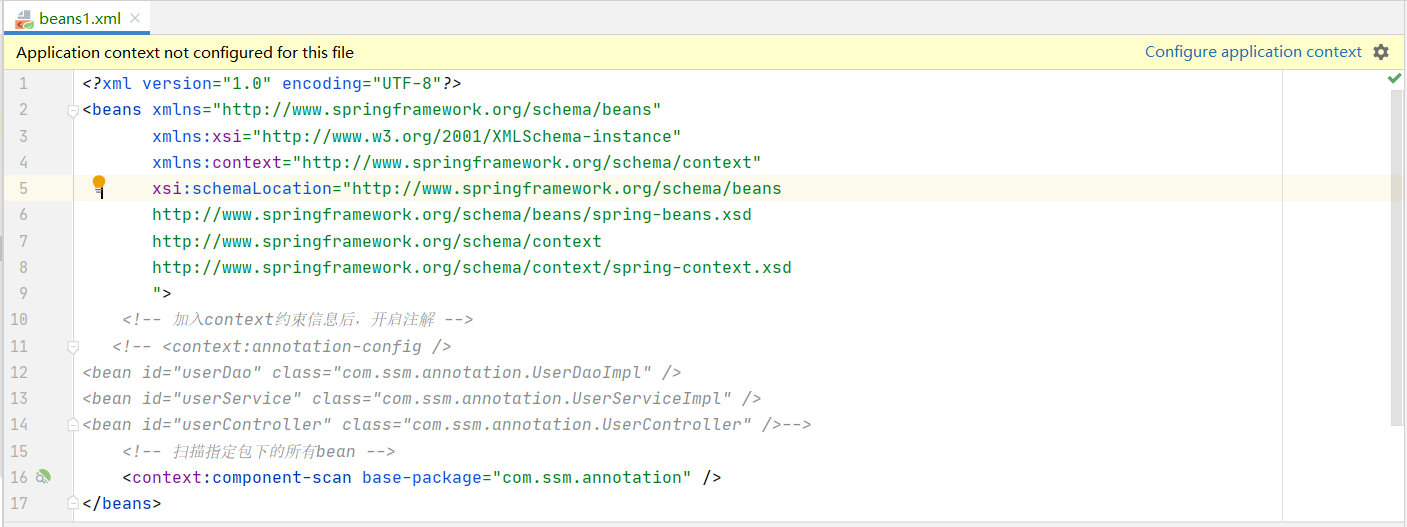 beans1.xml
Application context not configured for this file Configure application context
1 <?xml version="1.0" encoding="UTF-8"?>
2 <beans xmlns="http://www.springframework.org/schema/beans"
3 xmlns:xsi="http://www.w3.org/2001/XMLSchema-instance"
4 xmlns:context="http://www.springframework.org/schema/context"
5 xsi:schemaLocation="http://www.springframework.org/schema/beans
6 http://www.springframework.org/schema/beans/spring-beans.xsd
7 http://www.springframework.org/schema/context
8 http://www.springframework.org/schema/context/spring-context.xsd
9 ">
10 <!-- 加入context约束信息后，开启注解 -->
11 <!-- <context:annotation-config />
12 <bean id="userDao" class="com.ssm.annotation.UserDaoImpl" />
13 <bean id="userService" class="com.ssm.annotation.UserServiceImpl" />
14 <bean id="userController" class="com.ssm.annotation.UserController" />-->
15 <!-- 扫描指定包下的所有bean -->
16 <context:component-scan base-package="com.ssm.annotation" />
17 </beans>